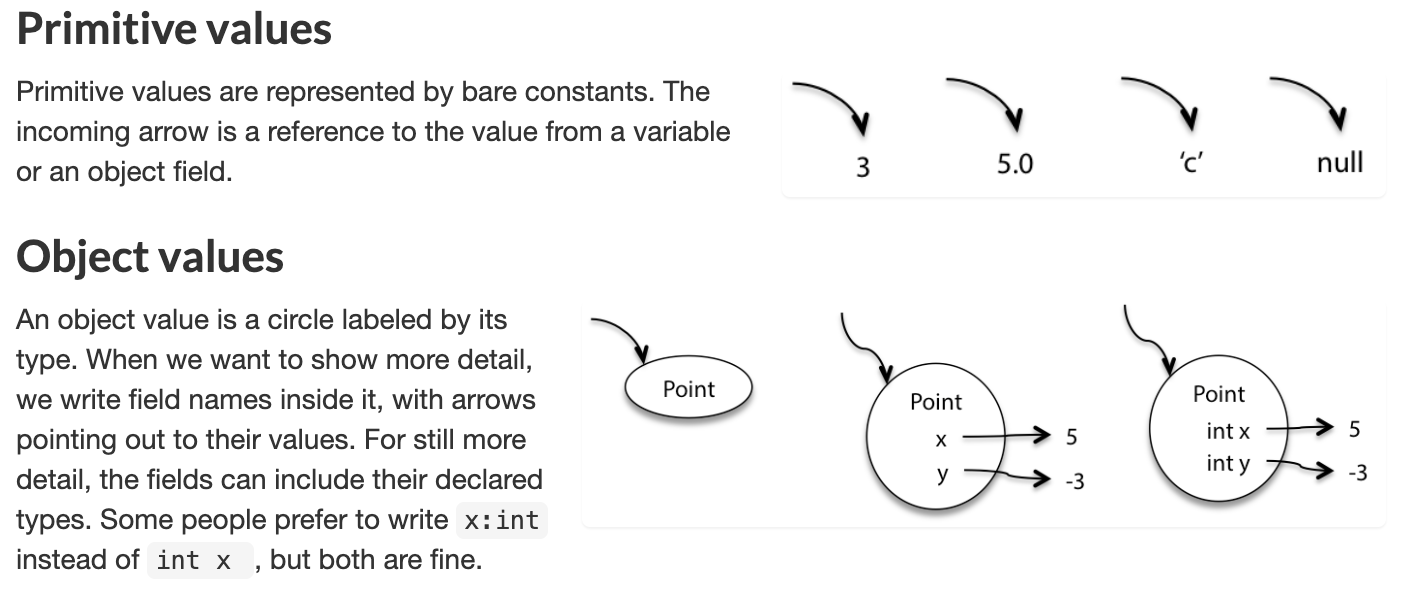 Primitive values
Primitive values are represented by bare constants. The
incoming arrow is a reference to the value from a variable
or an object field.
3
5.0
‘c’
null
Object values
An object value is a circle labeled by its
type. When we want to show more detail,
we write field names inside it, with arrows
pointing out to their values. For still more
detail, the fields can include their declared
types. Some people prefer to write x:int
instead of int x , but both are fine.
Point
Point
x 5
y -3
Point
int x 5
int y -3